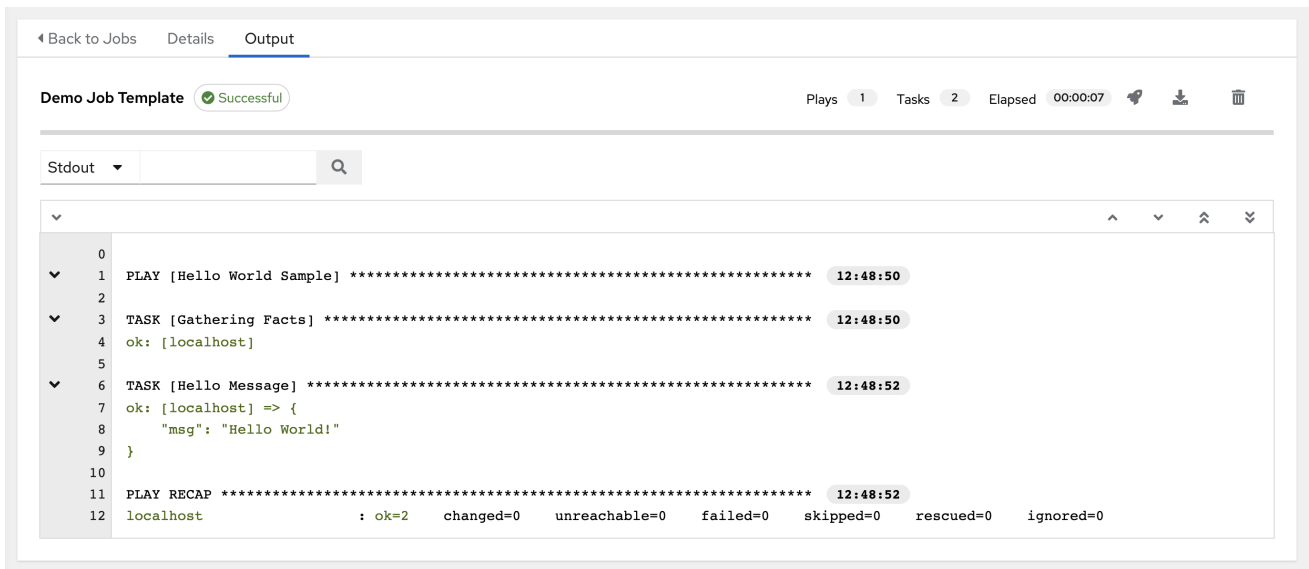 Back to Jobs Details Output
Demo Job Template Successful Plays 1 Tasks 2 Elapsed 00:00:07
Stdout
0
1 PLAY [Hello World Sample] ****************************************************** 12:48:50
2
3 TASK [Gathering Facts] ********************************************************* 12:48:50
4 ok: [localhost]
5
6 TASK [Hello Message] *********************************************************** 12:48:52
7 ok: [localhost] => {
8     "msg": "Hello World!"
9 }
10
11 PLAY RECAP ********************************************************************* 12:48:52
12 localhost                  : ok=2    changed=0    unreachable=0    failed=0    skipped=0    rescued=0    ignored=0